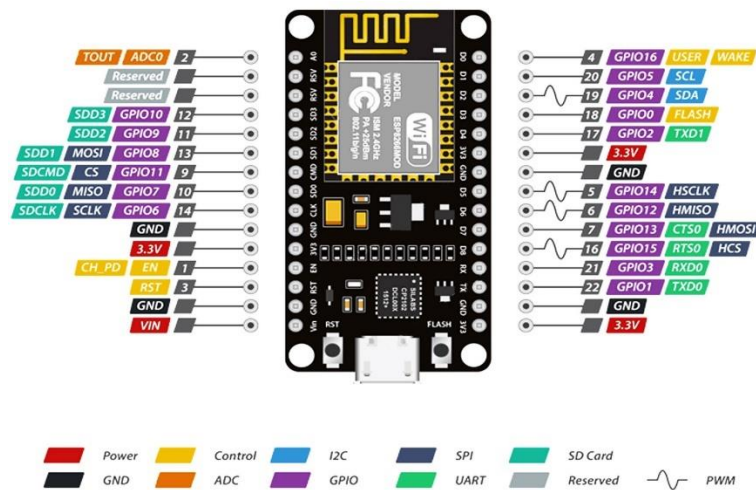 TOUT ADC0 2
Reserved
Reserved
SDD3 GPIO10 12
SDD2 GPIO9 11
SDD1 MOSI GPIO8 13
SDCMD CS GPIO11 9
SDD0 MISO GPIO7 10
SDCLK SCLK GPIO6 14
GND
3.3V
CH_PD EN 1
RST 3
GND
VIN
A0
RSV
RSV
SD3
SD2
SD1
CMD
SD0
CLK
GND
3V3
EN
RST
GND
Vin
MODEL
VENDOR
ESP8266MOD
FC
WiFi
ISM 2.4GHz
PA +25dBm
802.11b/g/n
SILABS
CP2102
DCL00X
1512+
RST
FLASH
D0
D1
D2
D3
D4
3V3
GND
D5
D6
D7
D8
RX
TX
GND
3V3
4 GPIO16 USER WAKE
20 GPIO5 SCL
19 GPIO4 SDA
18 GPIO0 FLASH
17 GPIO2 TXD1
3.3V
GND
5 GPIO14 HSCLK
6 GPIO12 HMISO
7 GPIO13 CTS0 HMOSI
16 GPIO15 RTS0 HCS
21 GPIO3 RXD0
22 GPIO1 TXD0
GND
3.3V
Power Control I2C SPI SD Card
GND ADC GPIO UART Reserved PWM